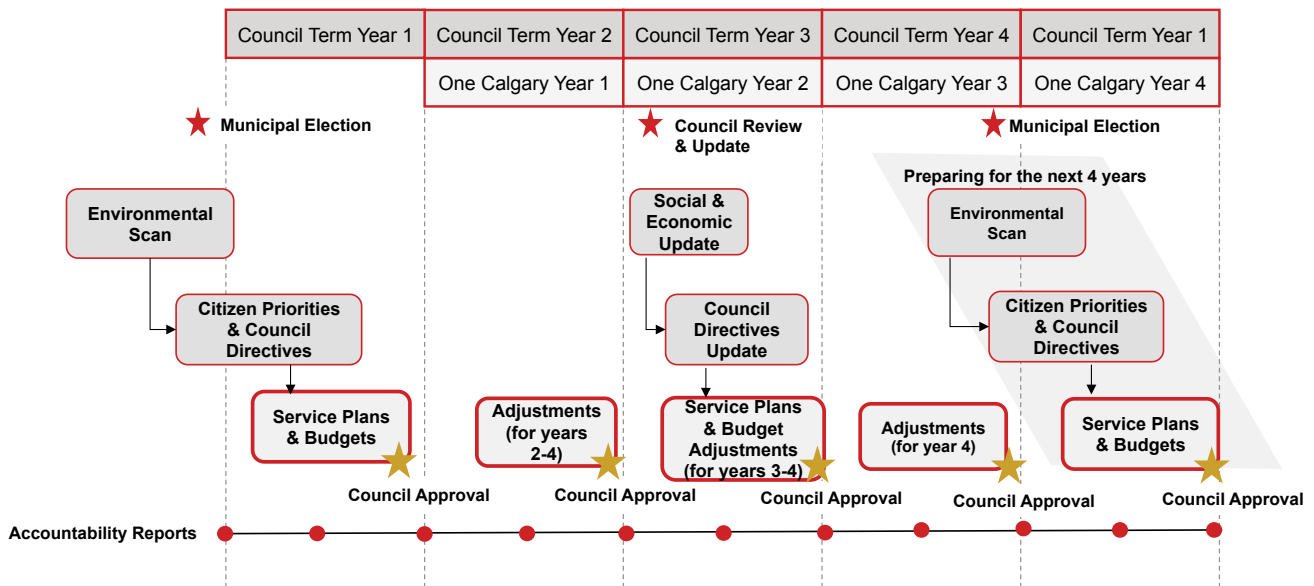 Council Term Year 1
Council Term Year 2
Council Term Year 3
Council Term Year 4
Council Term Year 1
One Calgary Year 1
One Calgary Year 2
One Calgary Year 3
One Calgary Year 4
Municipal Election
Council Review
& Update
Municipal Election
Preparing for the next 4 years
Environmental
Scan
Social &
Economic
Update
Environmental
Scan
Citizen Priorities
& Council
Directives
Council
Directives
Update
Citizen Priorities
& Council
Directives
Service Plans
& Budgets
Adjustments
(for years
2-4)
Service Plans
& Budget
Adjustments
(for years 3-4)
Adjustments
(for year 4)
Service Plans
& Budgets
Council Approval
Council Approval
Council Approval
Council Approval
Council Approval
Accountability Reports